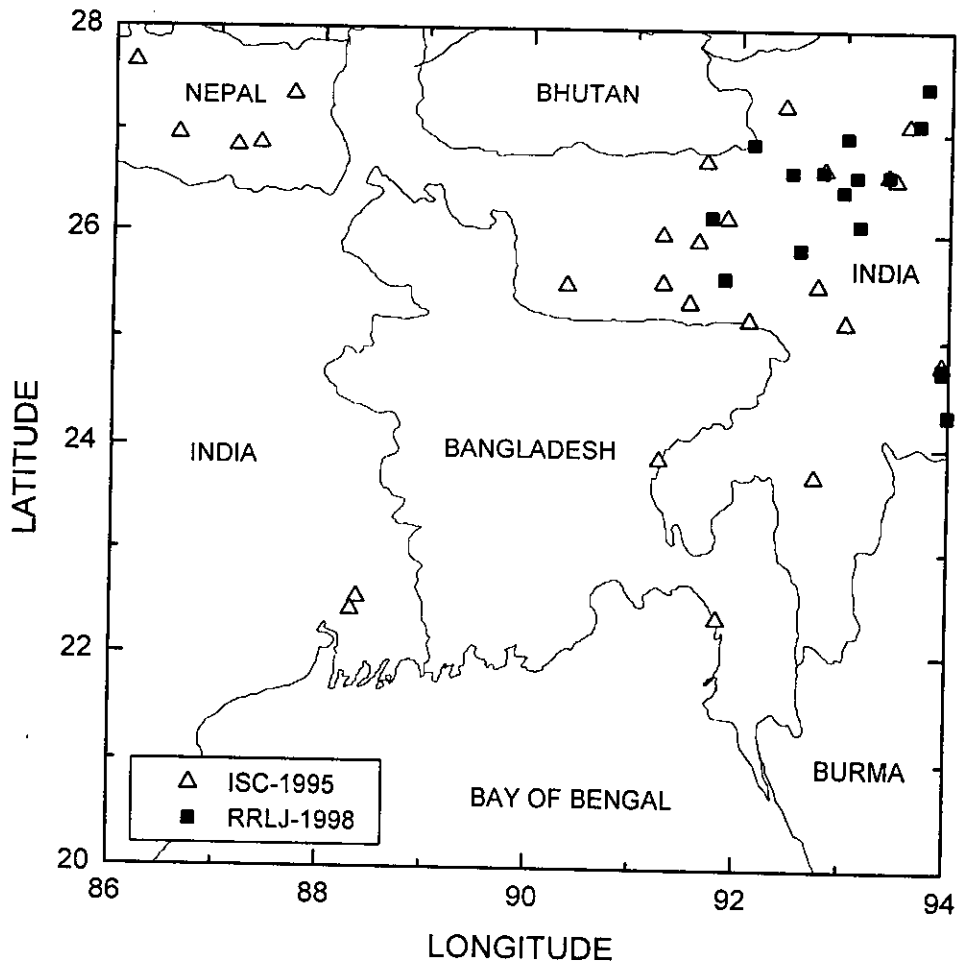 28
NEPAL
BHUTAN
26
INDIA
LATITUDE
24
INDIA
BANGLADESH
22
ISC-1995
RRLJ-1998
BAY OF BENGAL
BURMA
20
86
88
90
92
94
LONGITUDE